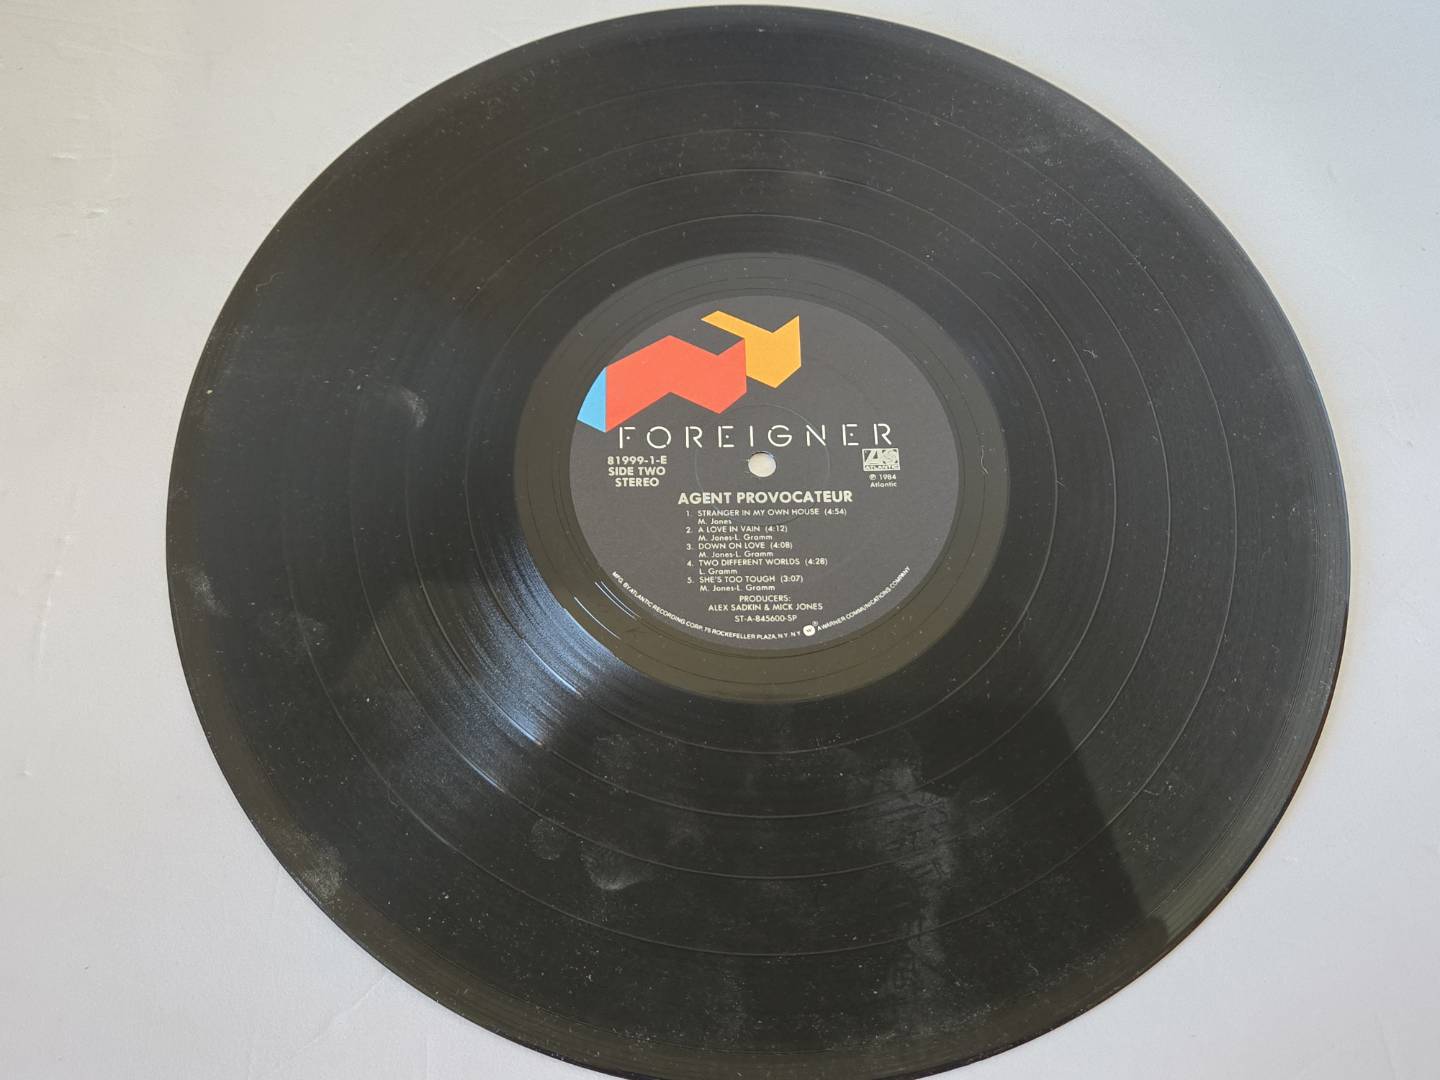 FOREIGNER
81999-1-E
SIDE TWO
STEREO
ATLANTIC
℗ 1984
Atlantic
AGENT PROVOCATEUR
1. STRANGER IN MY OWN HOUSE (4:54)
M. Jones
2. A LOVE IN VAIN (4:12)
M. Jones-L. Gramm
3. DOWN ON LOVE (4:08)
M. Jones-L. Gramm
4. TWO DIFFERENT WORLDS (4:28)
L. Gramm
5. SHE'S TOO TOUGH (3:07)
M. Jones-L. Gramm
PRODUCERS:
ALEX SADKIN & MICK JONES
ST-A-845600-SP
MFG. BY ATLANTIC RECORDING CORP., 75 ROCKEFELLER PLAZA, N.Y. N.Y. ® A WARNER COMMUNICATIONS COMPANY